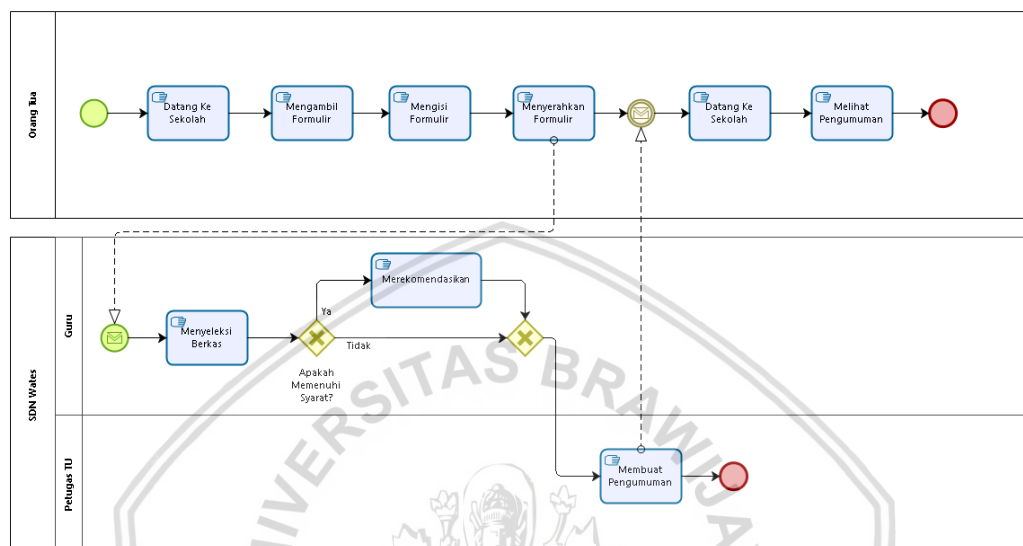 Orang Tua
Datang Ke
Sekolah
Mengambil
Formulir
Mengisi
Formulir
Menyerahkan
Formulir
Datang Ke
Sekolah
Melihat
Pengumuman
SDN Wates
Guru
Menyeleksi
Berkas
Apakah
Memenuhi
Syarat?
Ya
Tidak
Merekomendasikan
Petugas TU
Membuat
Pengumuman
UNIVERSITAS BRAWIJA